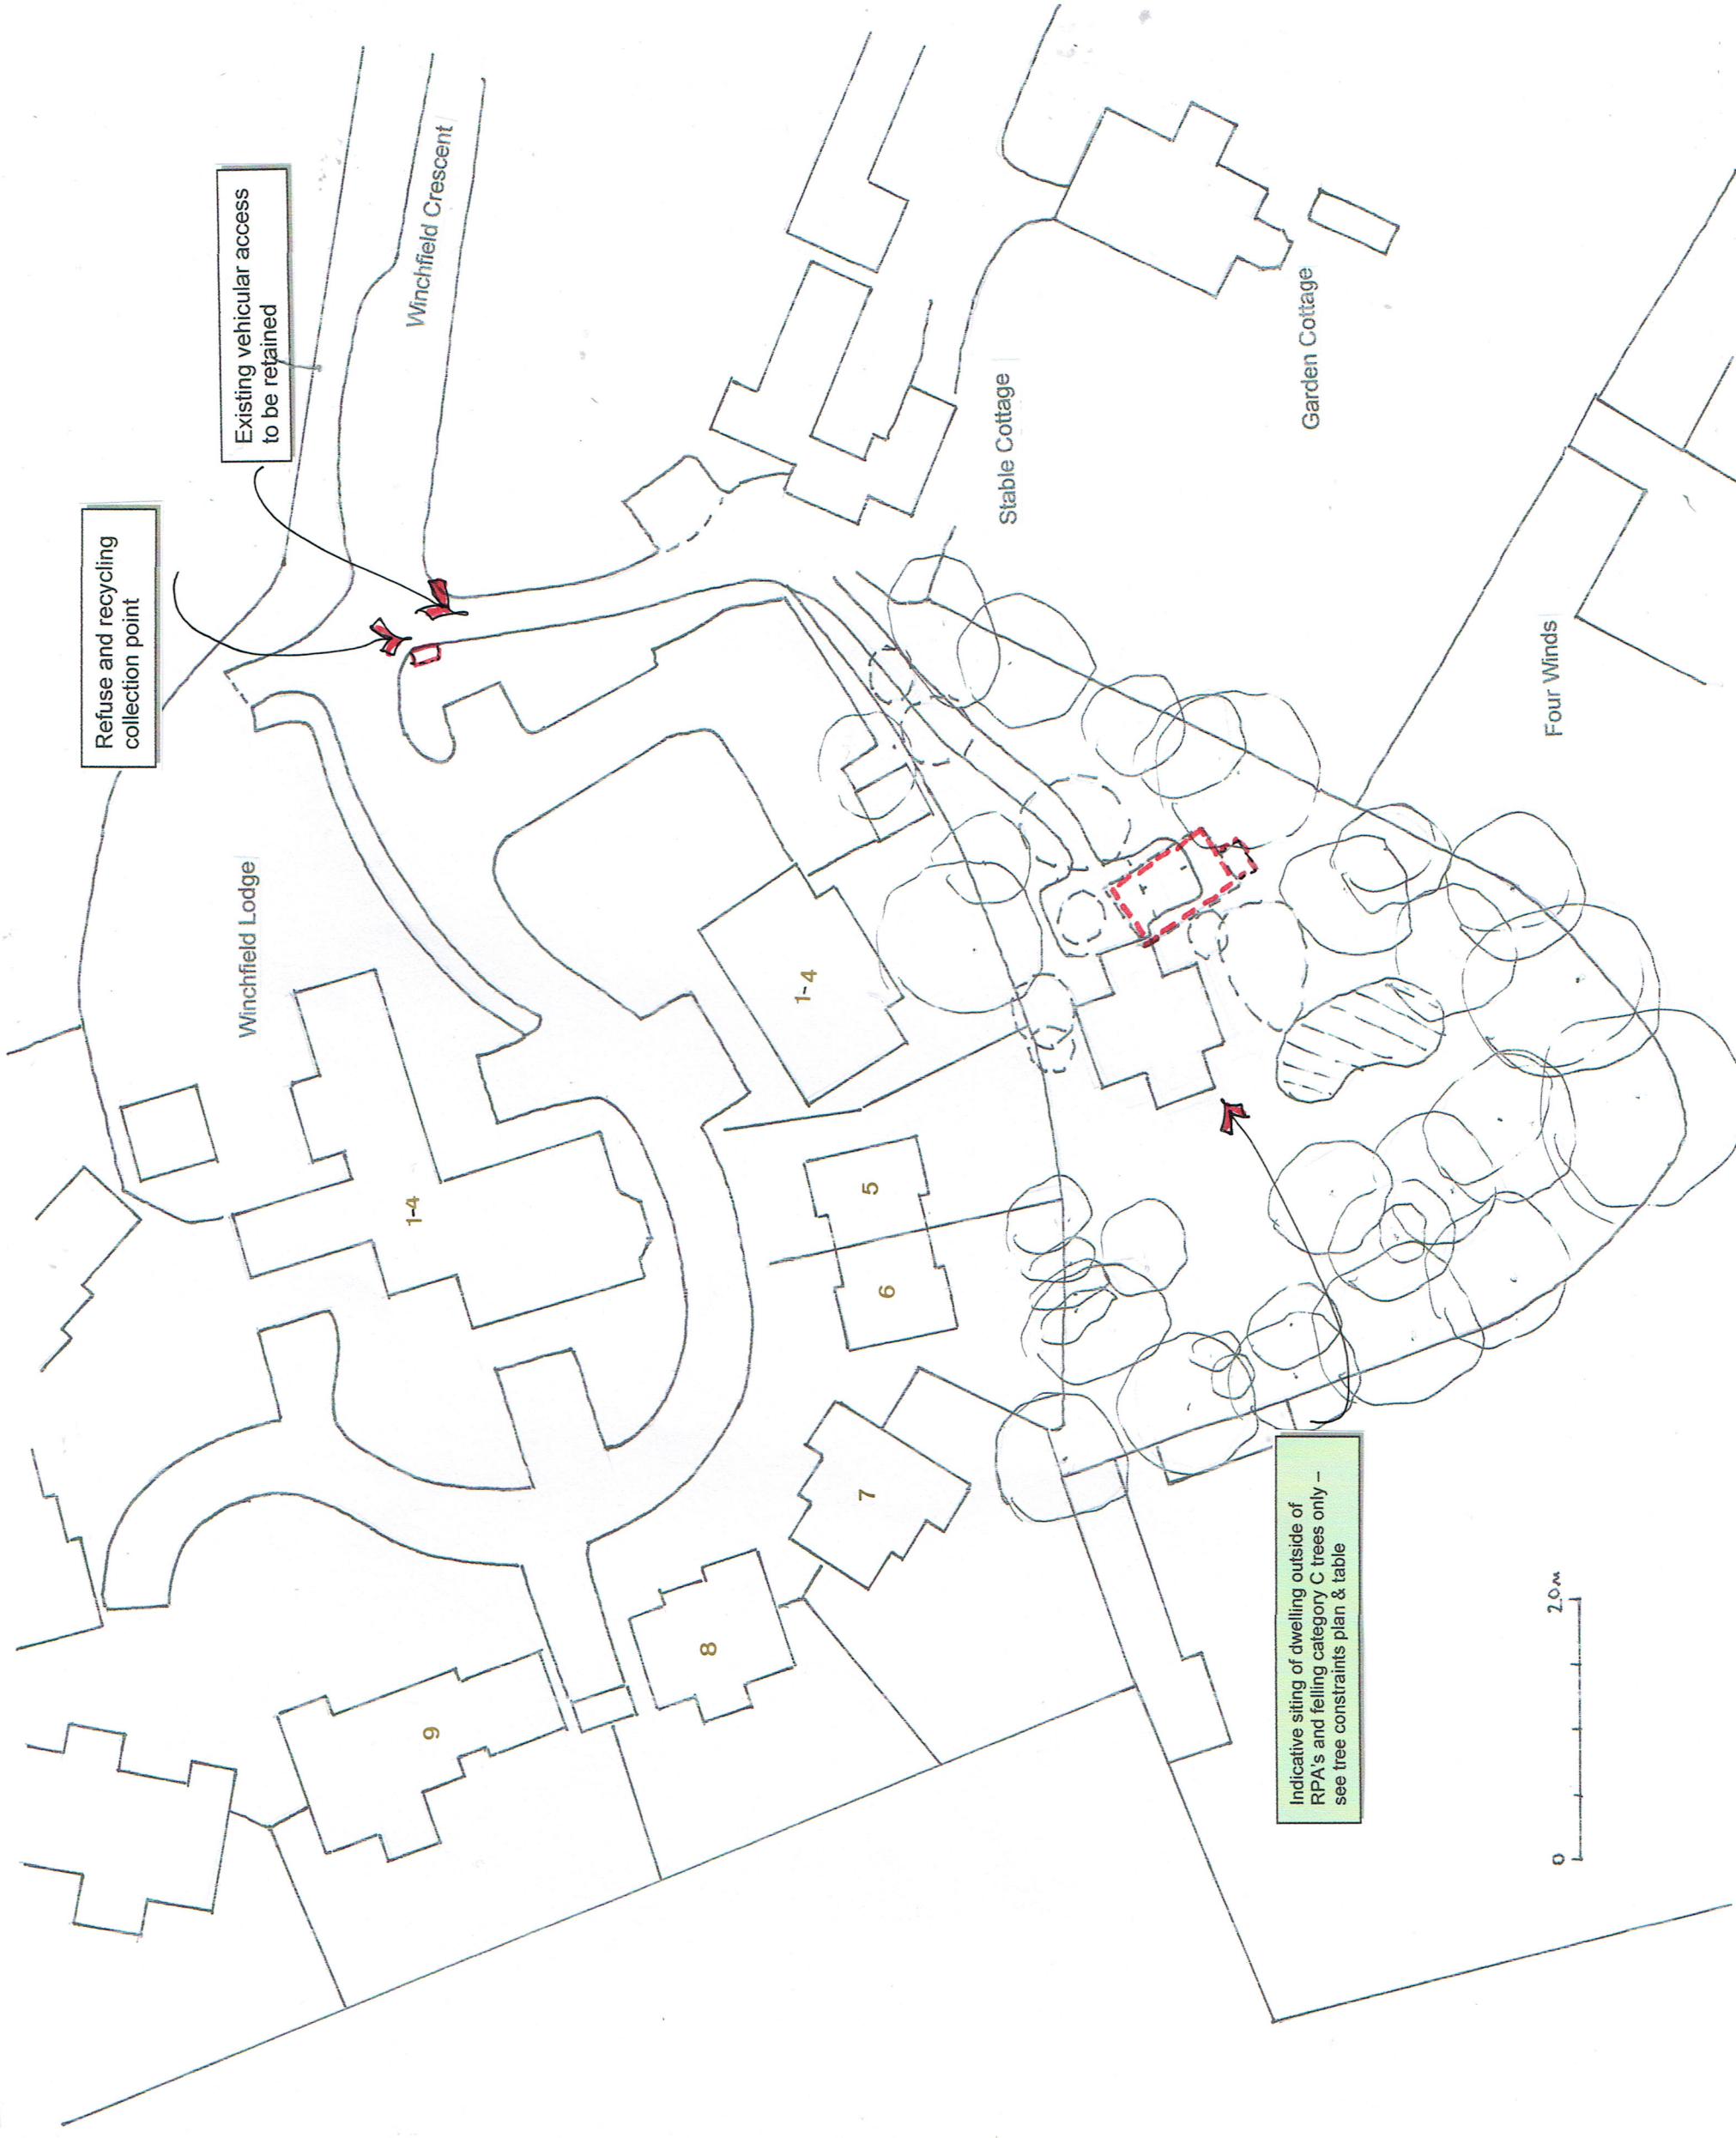 Refuse and recycling
collection point
Existing vehicular access
to be retained
Winchfield Crescent
Winchfield Lodge
1-4
1-4
5
6
7
8
9
Stable Cottage
Garden Cottage
Four Winds
Indicative siting of dwelling outside of
RPA's and felling category C trees only –
see tree constraints plan & table
0
20m